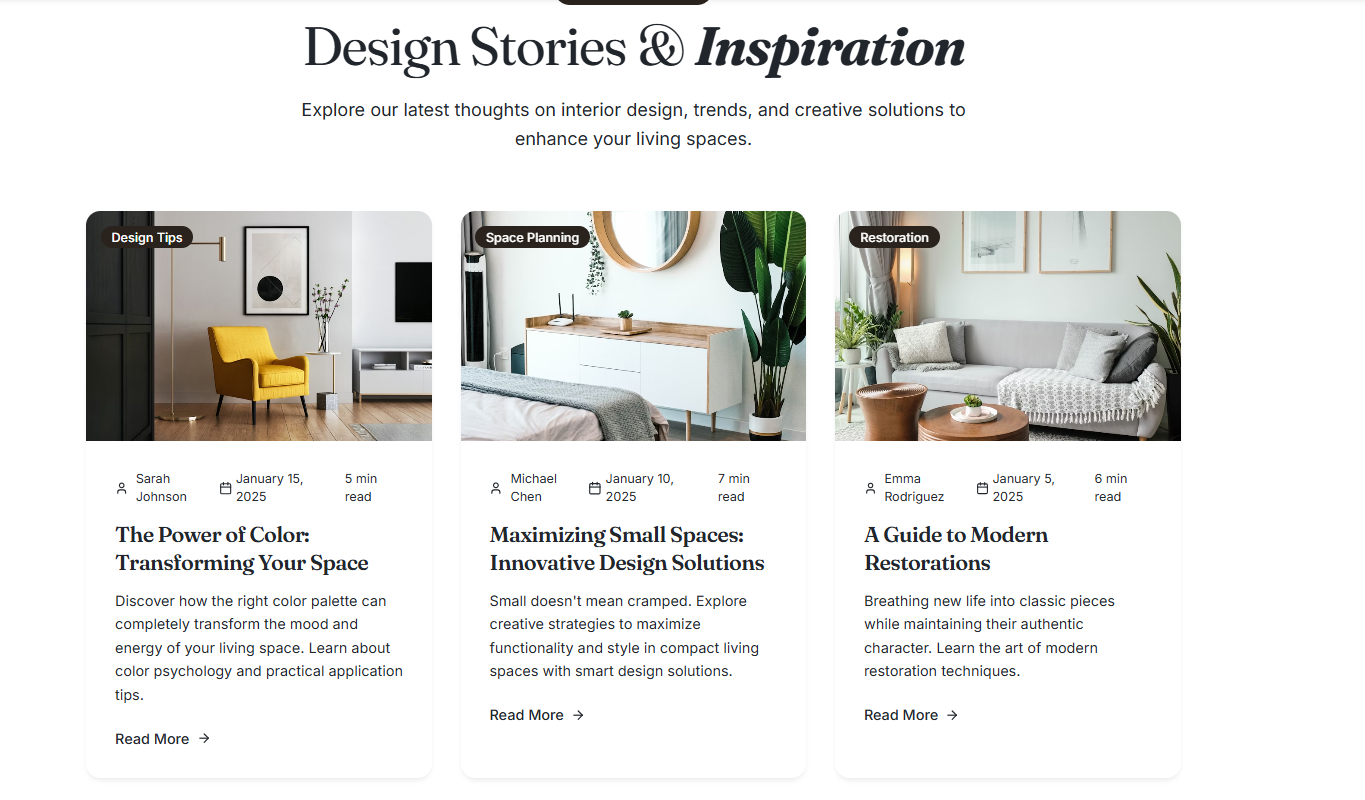 Design Stories & Inspiration
Explore our latest thoughts on interior design, trends, and creative solutions to
enhance your living spaces.
Design Tips
Sarah
Johnson
January 15,
2025
5 min
read
The Power of Color:
Transforming Your Space
Discover how the right color palette can
completely transform the mood and
energy of your living space. Learn about
color psychology and practical application
tips.
Read More →
Space Planning
Michael
Chen
January 10,
2025
7 min
read
Maximizing Small Spaces:
Innovative Design Solutions
Small doesn't mean cramped. Explore
creative strategies to maximize
functionality and style in compact living
spaces with smart design solutions.
Read More →
Restoration
Emma
Rodriguez
January 5,
2025
6 min
read
A Guide to Modern
Restorations
Breathing new life into classic pieces
while maintaining their authentic
character. Learn the art of modern
restoration techniques.
Read More →